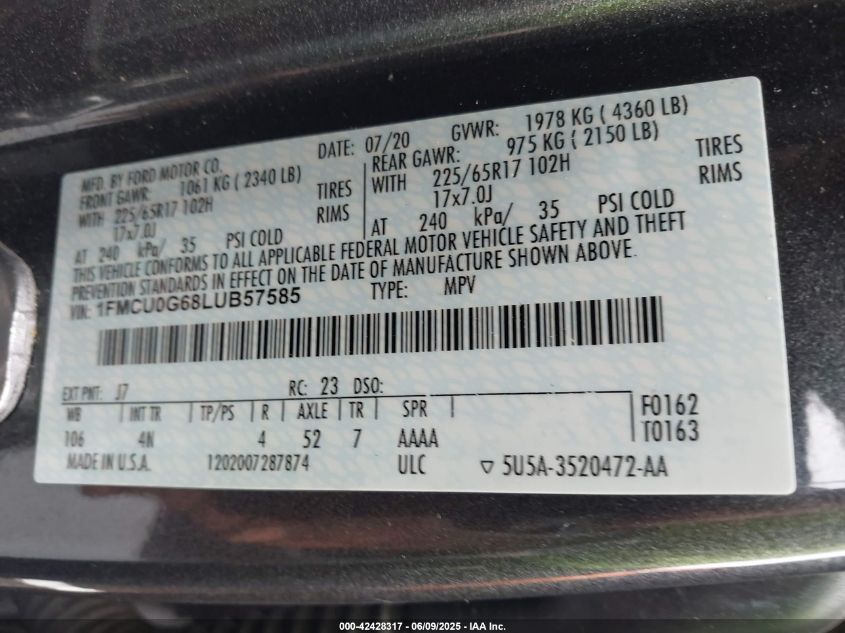 MFD. BY FORD MOTOR CO.
DATE: 07/20 GVWR: 1978 KG ( 4360 LB)
FRONT GAWR: 1061 KG ( 2340 LB)
REAR GAWR: 975 KG ( 2150 LB)
WITH 225/65R17 102H TIRES
17x7.0J RIMS
AT 240 kPa/ 35 PSI COLD
WITH 225/65R17 102H TIRES
17x7.0J RIMS
AT 240 kPa/ 35 PSI COLD
THIS VEHICLE CONFORMS TO ALL APPLICABLE FEDERAL MOTOR VEHICLE SAFETY AND THEFT
PREVENTION STANDARDS IN EFFECT ON THE DATE OF MANUFACTURE SHOWN ABOVE.
VIN: 1FMCU0G68LUB57585 TYPE: MPV
EXT PNT: J7 RC: 23 DSO:
WB INT TR TP/PS R AXLE TR SPR
106 4N 4 52 7 AAAA
F0162
T0163
MADE IN U.S.A. 1202007287874 ULC ▽ 5U5A-3520472-AA
000-42428317 - 06/09/2025 - IAA Inc.